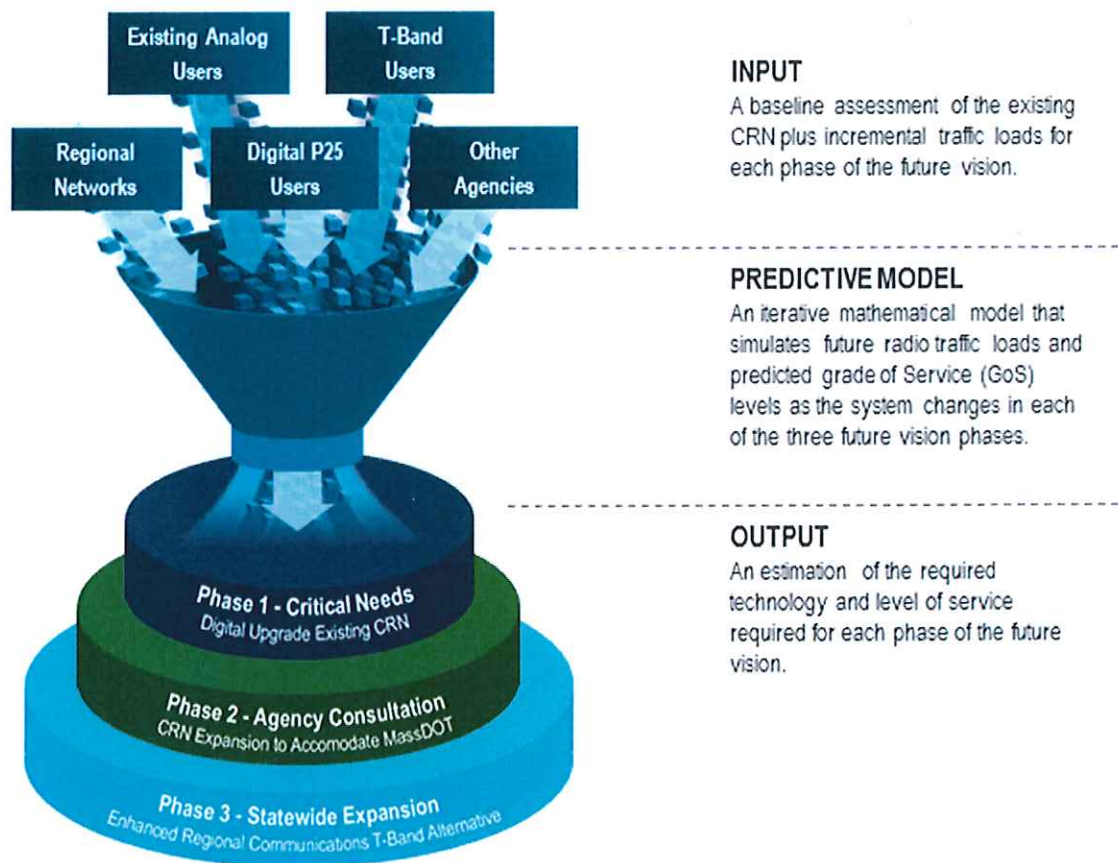 Existing Analog
Users
T-Band
Users
Regional
Networks
Digital P25
Users
Other
Agencies
INPUT
A baseline assessment of the existing
CRN plus incremental traffic loads for
each phase of the future vision.
PREDICTIVE MODEL
An iterative mathematical model that
simulates future radio traffic loads and
predicted grade of Service (GoS)
levels as the system changes in each
of the three future vision phases.
OUTPUT
An estimation of the required
technology and level of service
required for each phase of the future
vision.
Phase 1 - Critical Needs
Digital Upgrade Existing CRN
Phase 2 - Agency Consultation
CRN Expansion to Accomodate MassDOT
Phase 3 - Statewide Expansion
Enhanced Regional Communications T-Band Alternative